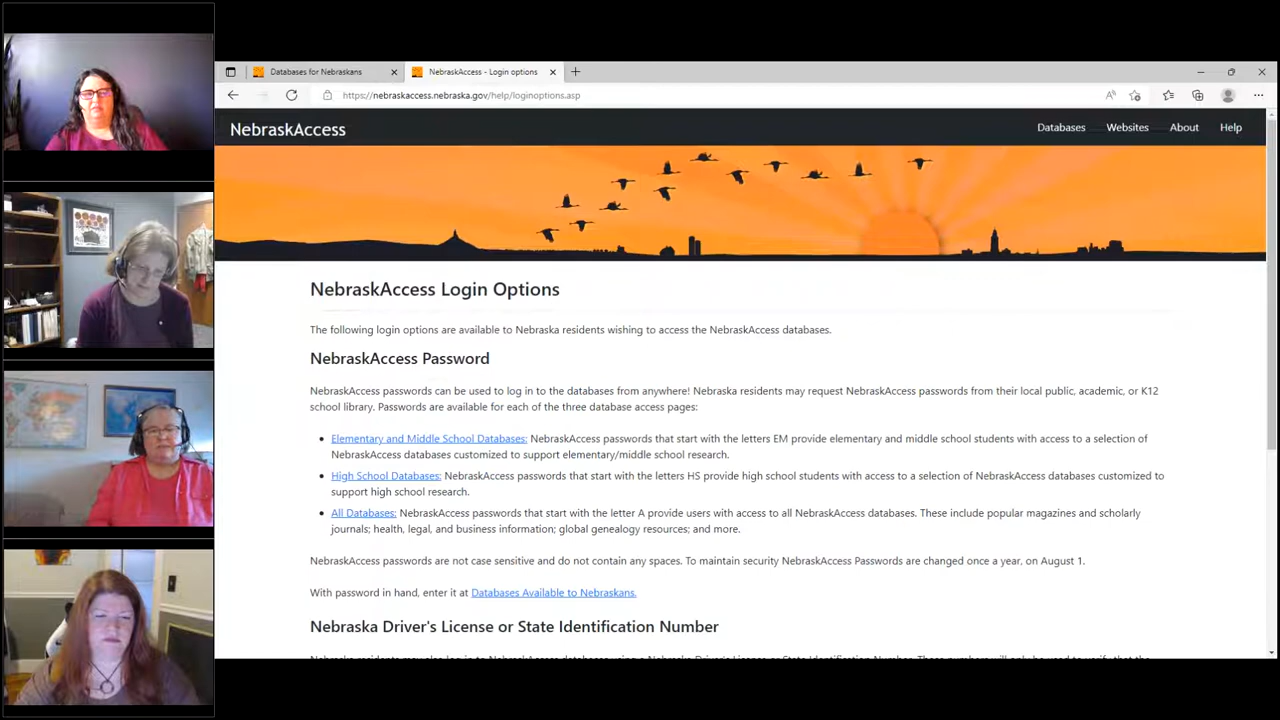 Databases for Nebraskans
NebraskAccess - Login options
https://nebraskaccess.nebraska.gov/help/loginoptions.asp
NebraskAccess
Databases Websites About Help
NebraskAccess Login Options
The following login options are available to Nebraska residents wishing to access the NebraskAccess databases.
NebraskAccess Password
NebraskAccess passwords can be used to log in to the databases from anywhere! Nebraska residents may request NebraskAccess passwords from their local public, academic, or K12
school library. Passwords are available for each of the three database access pages:
• Elementary and Middle School Databases: NebraskAccess passwords that start with the letters EM provide elementary and middle school students with access to a selection of
NebraskAccess databases customized to support elementary/middle school research.
• High School Databases: NebraskAccess passwords that start with the letters HS provide high school students with access to a selection of NebraskAccess databases customized to
support high school research.
• All Databases: NebraskAccess passwords that start with the letter A provide users with access to all NebraskAccess databases. These include popular magazines and scholarly
journals; health, legal, and business information; global genealogy resources; and more.
NebraskAccess passwords are not case sensitive and do not contain any spaces. To maintain security NebraskAccess Passwords are changed once a year, on August 1.
With password in hand, enter it at Databases Available to Nebraskans.
Nebraska Driver's License or State Identification Number